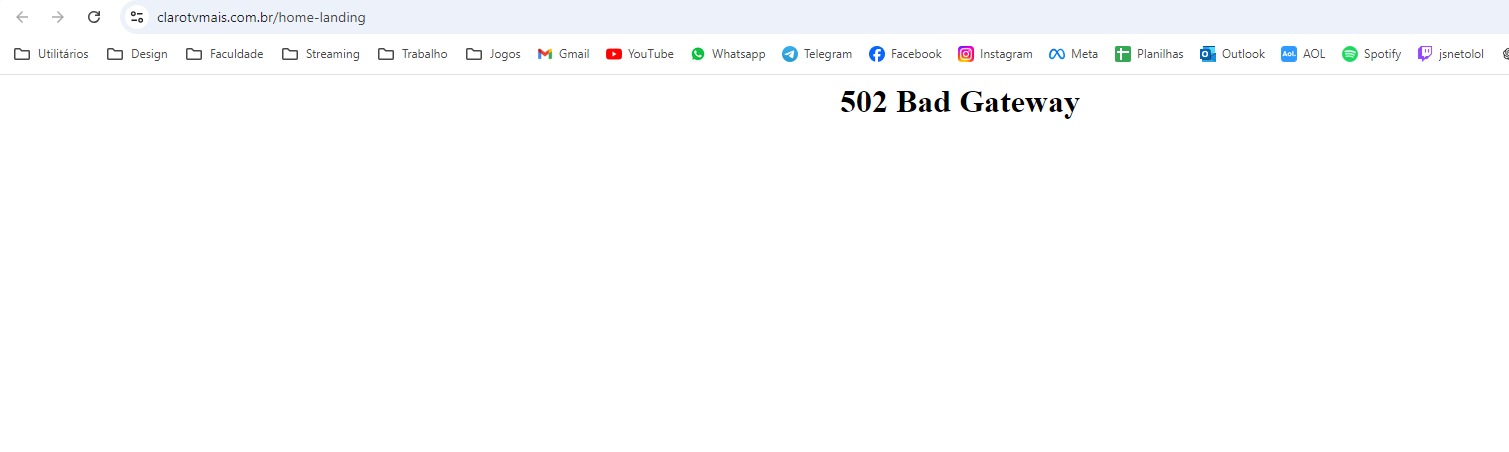 clarotvmais.com.br/home-landing
Utilitários Design Faculdade Streaming Trabalho Jogos Gmail YouTube Whatsapp Telegram Facebook Instagram Meta Planilhas Outlook Aol. AOL Spotify jsnetolol
502 Bad Gateway